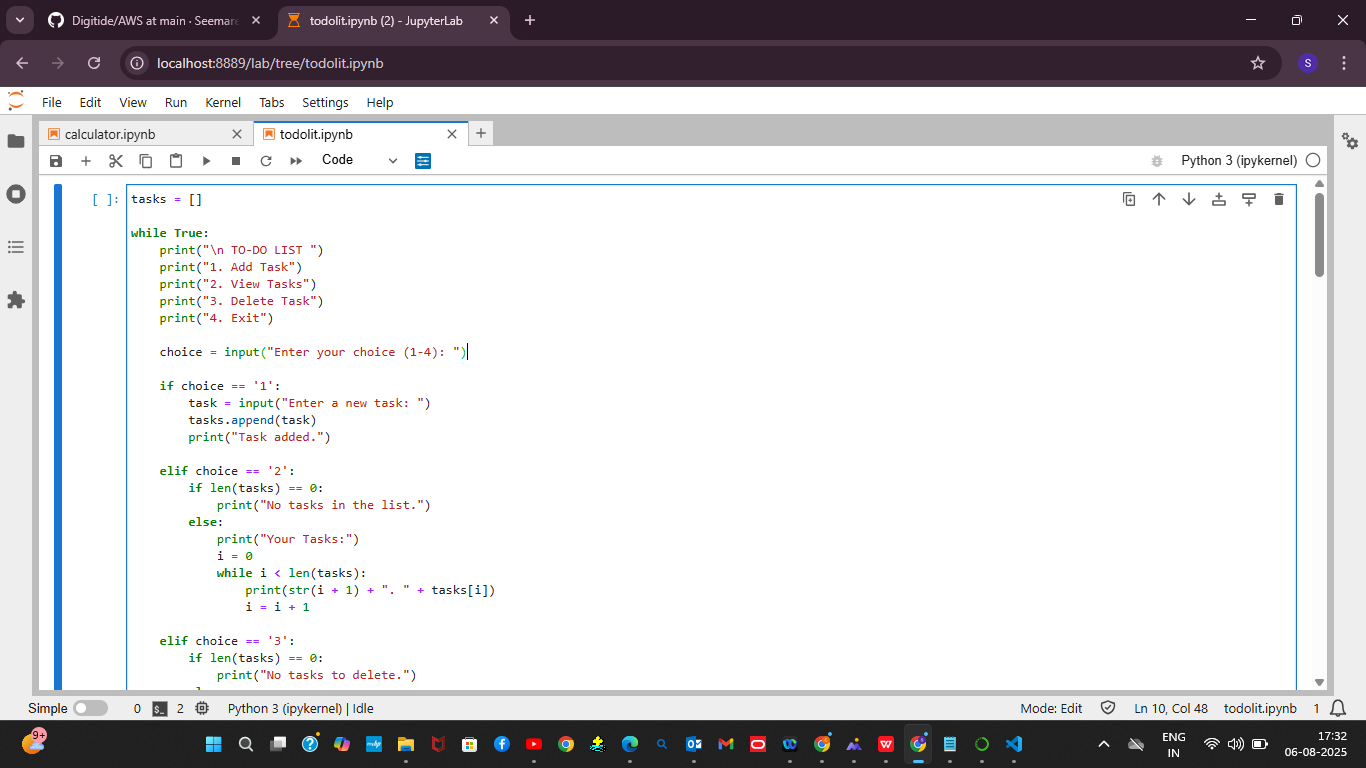 Digitide/AWS at main · Seemare
todolit.ipynb (2) - JupyterLab
localhost:8889/lab/tree/todolit.ipynb
S
File Edit View Run Kernel Tabs Settings Help
calculator.ipynb
todolit.ipynb
Code
Python 3 (ipykernel)
[ ]: tasks = []
while True:
    print("\n TO-DO LIST ")
    print("1. Add Task")
    print("2. View Tasks")
    print("3. Delete Task")
    print("4. Exit")
    choice = input("Enter your choice (1-4): ")
    if choice == '1':
        task = input("Enter a new task: ")
        tasks.append(task)
        print("Task added.")
    elif choice == '2':
        if len(tasks) == 0:
            print("No tasks in the list.")
        else:
            print("Your Tasks:")
            i = 0
            while i < len(tasks):
                print(str(i + 1) + ". " + tasks[i])
                i = i + 1
    elif choice == '3':
        if len(tasks) == 0:
            print("No tasks to delete.")
Simple 0 $_ 2 Python 3 (ipykernel) | Idle Mode: Edit Ln 10, Col 48 todolit.ipynb 1
9+
ENG
IN
17:32
06-08-2025